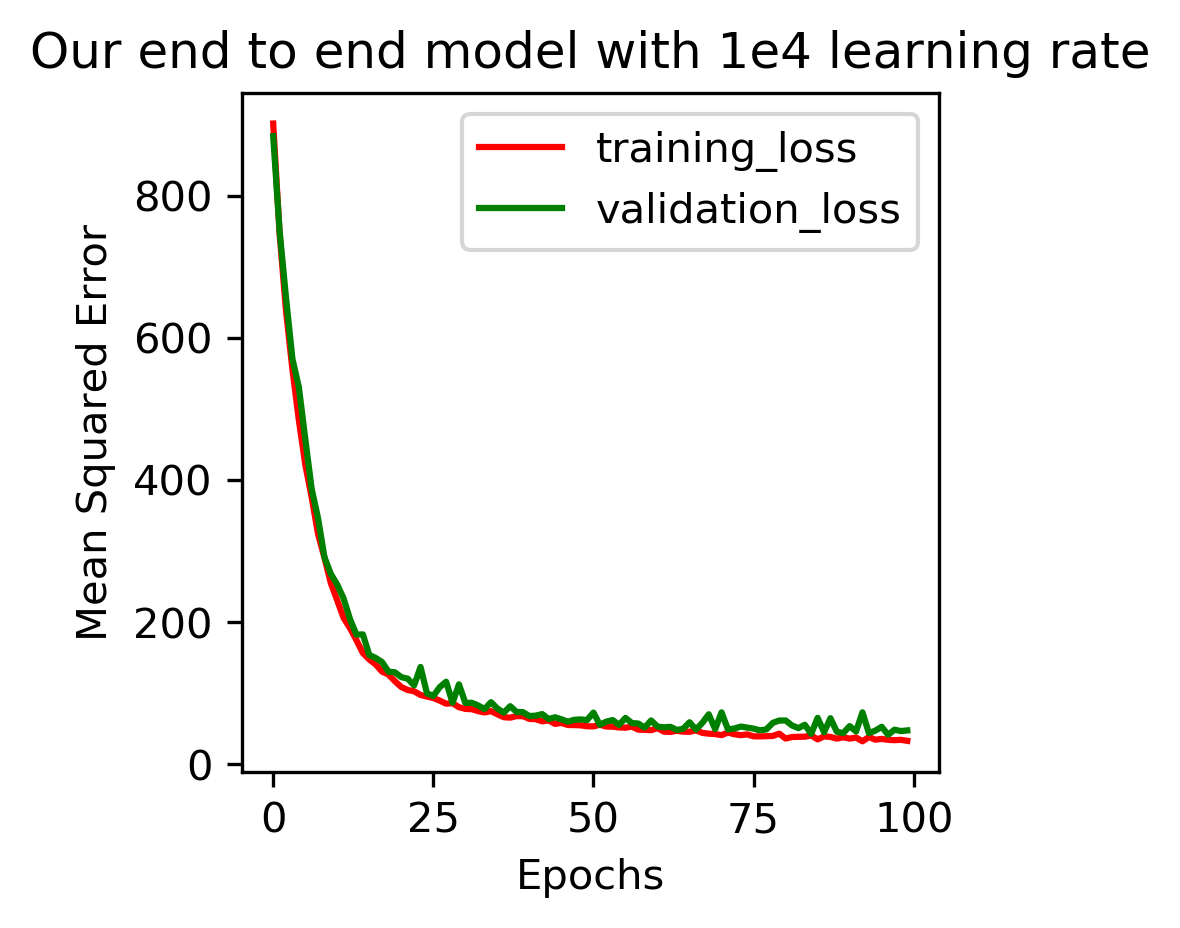 Our end to end model with 1e4 learning rate
training_loss
validation_loss
Mean Squared Error
800
600
400
200
0
0 25 50 75 100
Epochs